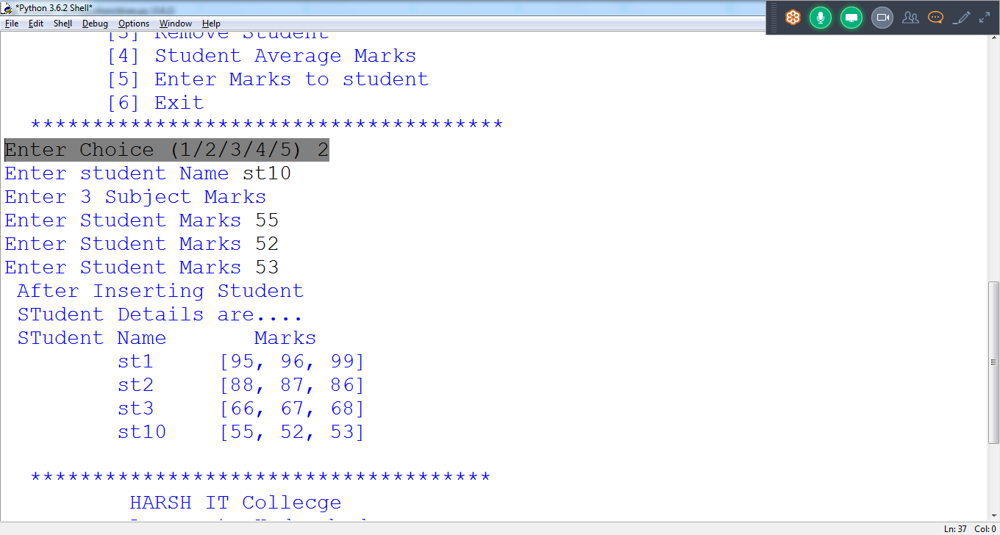 *Python 3.6.2 Shell*
File Edit Shell Debug Options Window Help
[3] Remove Student
[4] Student Average Marks
[5] Enter Marks to student
[6] Exit
**************************************
Enter Choice (1/2/3/4/5) 2
Enter student Name st10
Enter 3 Subject Marks
Enter Student Marks 55
Enter Student Marks 52
Enter Student Marks 53
After Inserting Student
STudent Details are....
STudent Name Marks
st1 [95, 96, 99]
st2 [88, 87, 86]
st3 [66, 67, 68]
st10 [55, 52, 53]
*************************************
HARSH IT Collecge
Ln: 37 Col: 0